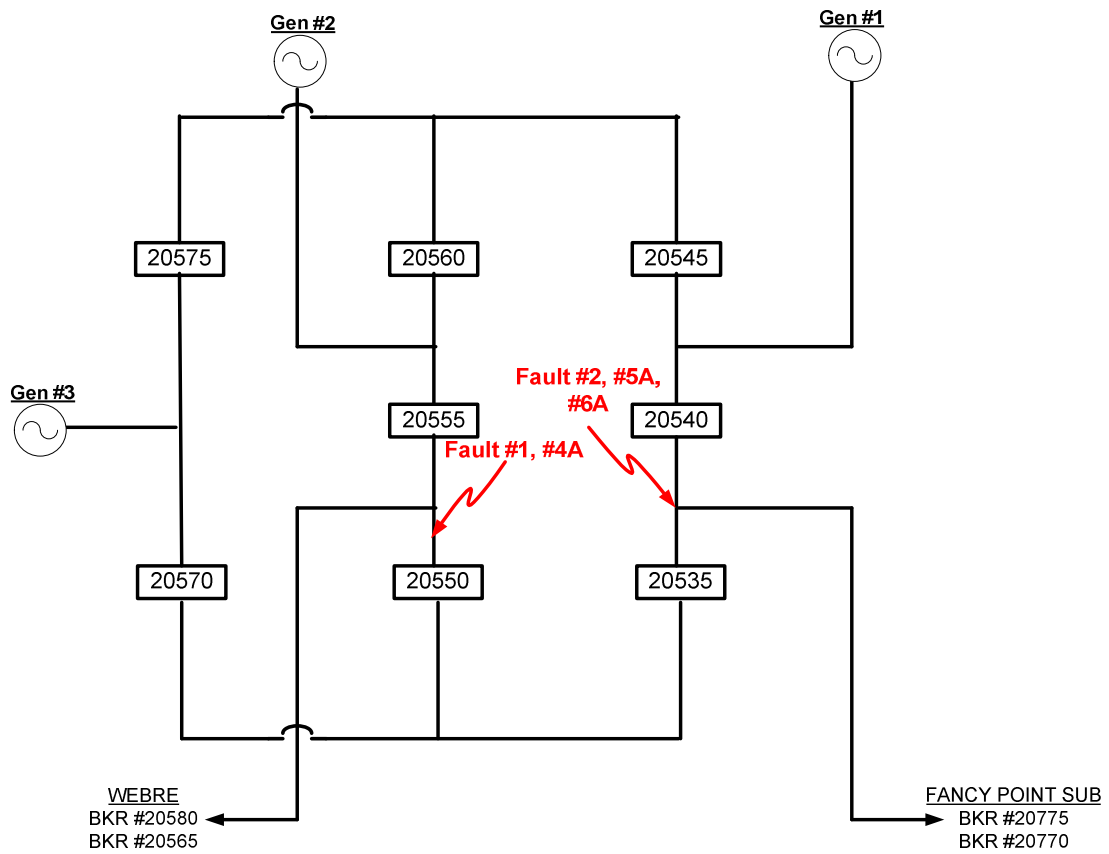 Gen #2
Gen #1
20575
20560
20545
Gen #3
Fault #2, #5A,
#6A
20555
20540
Fault #1, #4A
20570
20550
20535
WEBRE
BKR #20580
BKR #20565
FANCY POINT SUB
BKR #20775
BKR #20770